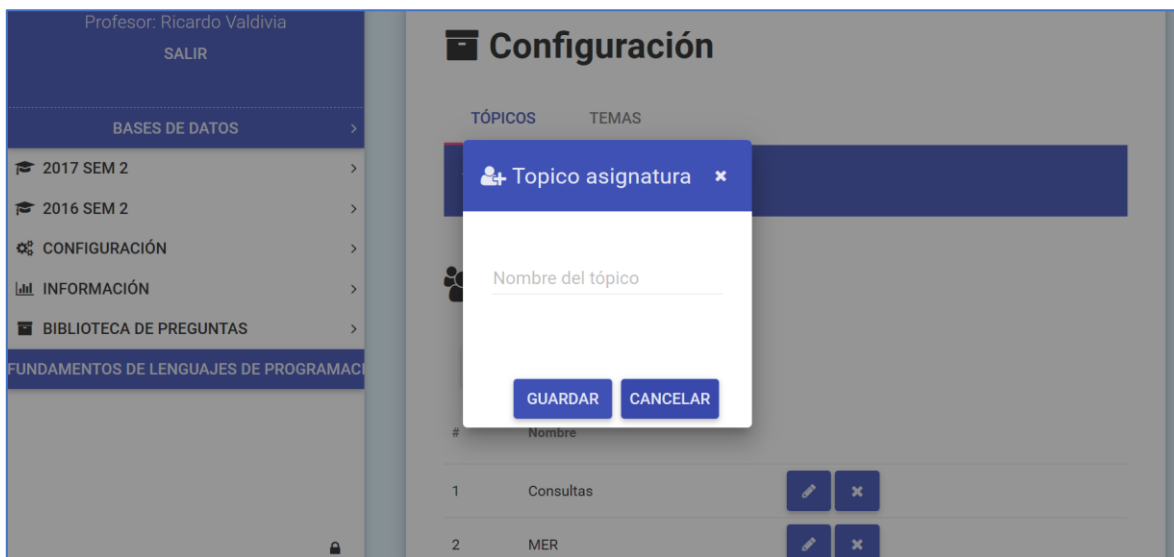 Profesor: Ricardo Valdivia
SALIR
BASES DE DATOS
2017 SEM 2
2016 SEM 2
CONFIGURACIÓN
INFORMACIÓN
BIBLIOTECA DE PREGUNTAS
FUNDAMENTOS DE LENGUAJES DE PROGRAMACI
Configuración
TÓPICOS TEMAS
Topico asignatura
Nombre del tópico
GUARDAR CANCELAR
# Nombre
1 Consultas
2 MER